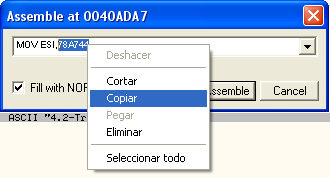 Assemble at 0040ADA7
MOV ESI,78A744
Deshacer
Cortar
Copiar
Pegar
Eliminar
Seleccionar todo
Fill with NOP
Assemble
Cancel
ASCII "4.2-Tr